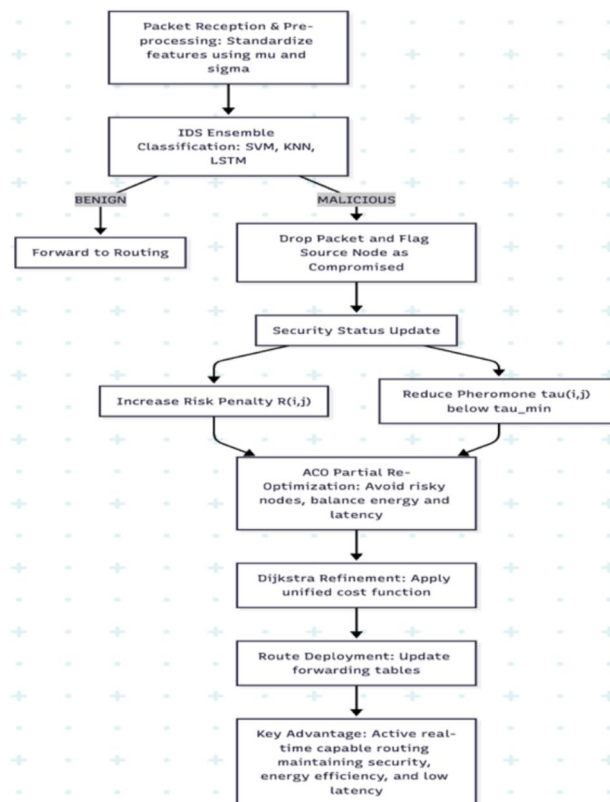 Packet Reception & Pre-
processing: Standardize
features using mu and
sigma
IDS Ensemble
Classification: SVM, KNN,
LSTM
BENIGN
MALICIOUS
Forward to Routing
Drop Packet and Flag
Source Node as
Compromised
Security Status Update
Increase Risk Penalty R(i,j)
Reduce Pheromone tau(i,j)
below tau_min
ACO Partial Re-
Optimization: Avoid risky
nodes, balance energy and
latency
Dijkstra Refinement: Apply
unified cost function
Route Deployment: Update
forwarding tables
Key Advantage: Active real-
time capable routing
maintaining security,
energy efficiency, and low
latency